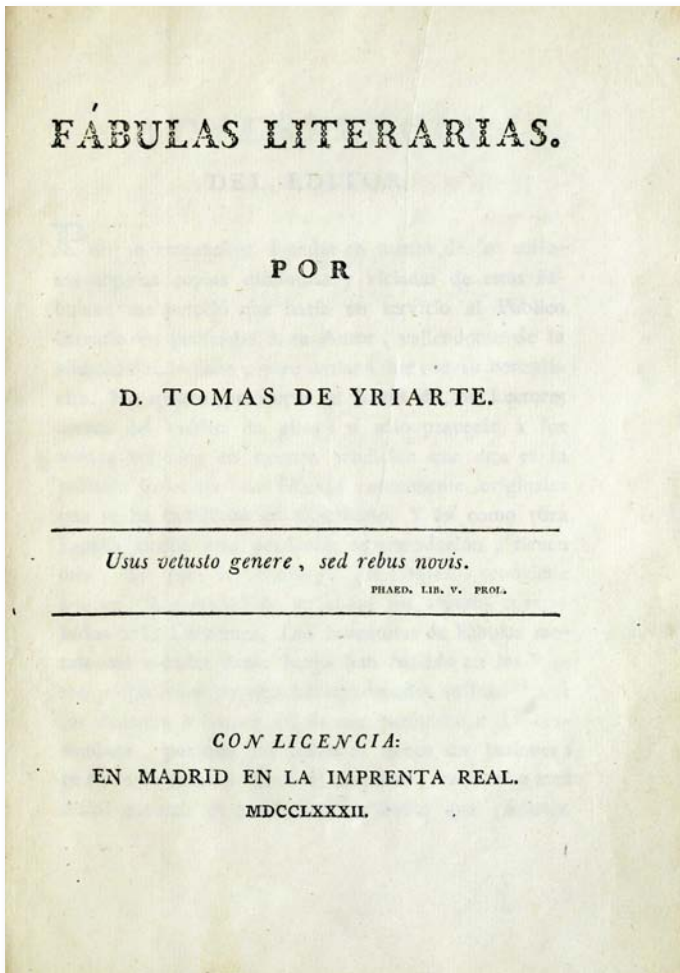 FÁBULAS LITERARIAS.
POR
D. TOMAS DE YRIARTE.
Usus vetusto genere, sed rebus novis.
PHAED. LIB. V. PROL.
CON LICENCIA:
EN MADRID EN LA IMPRENTA REAL.
MDCCLXXXII.